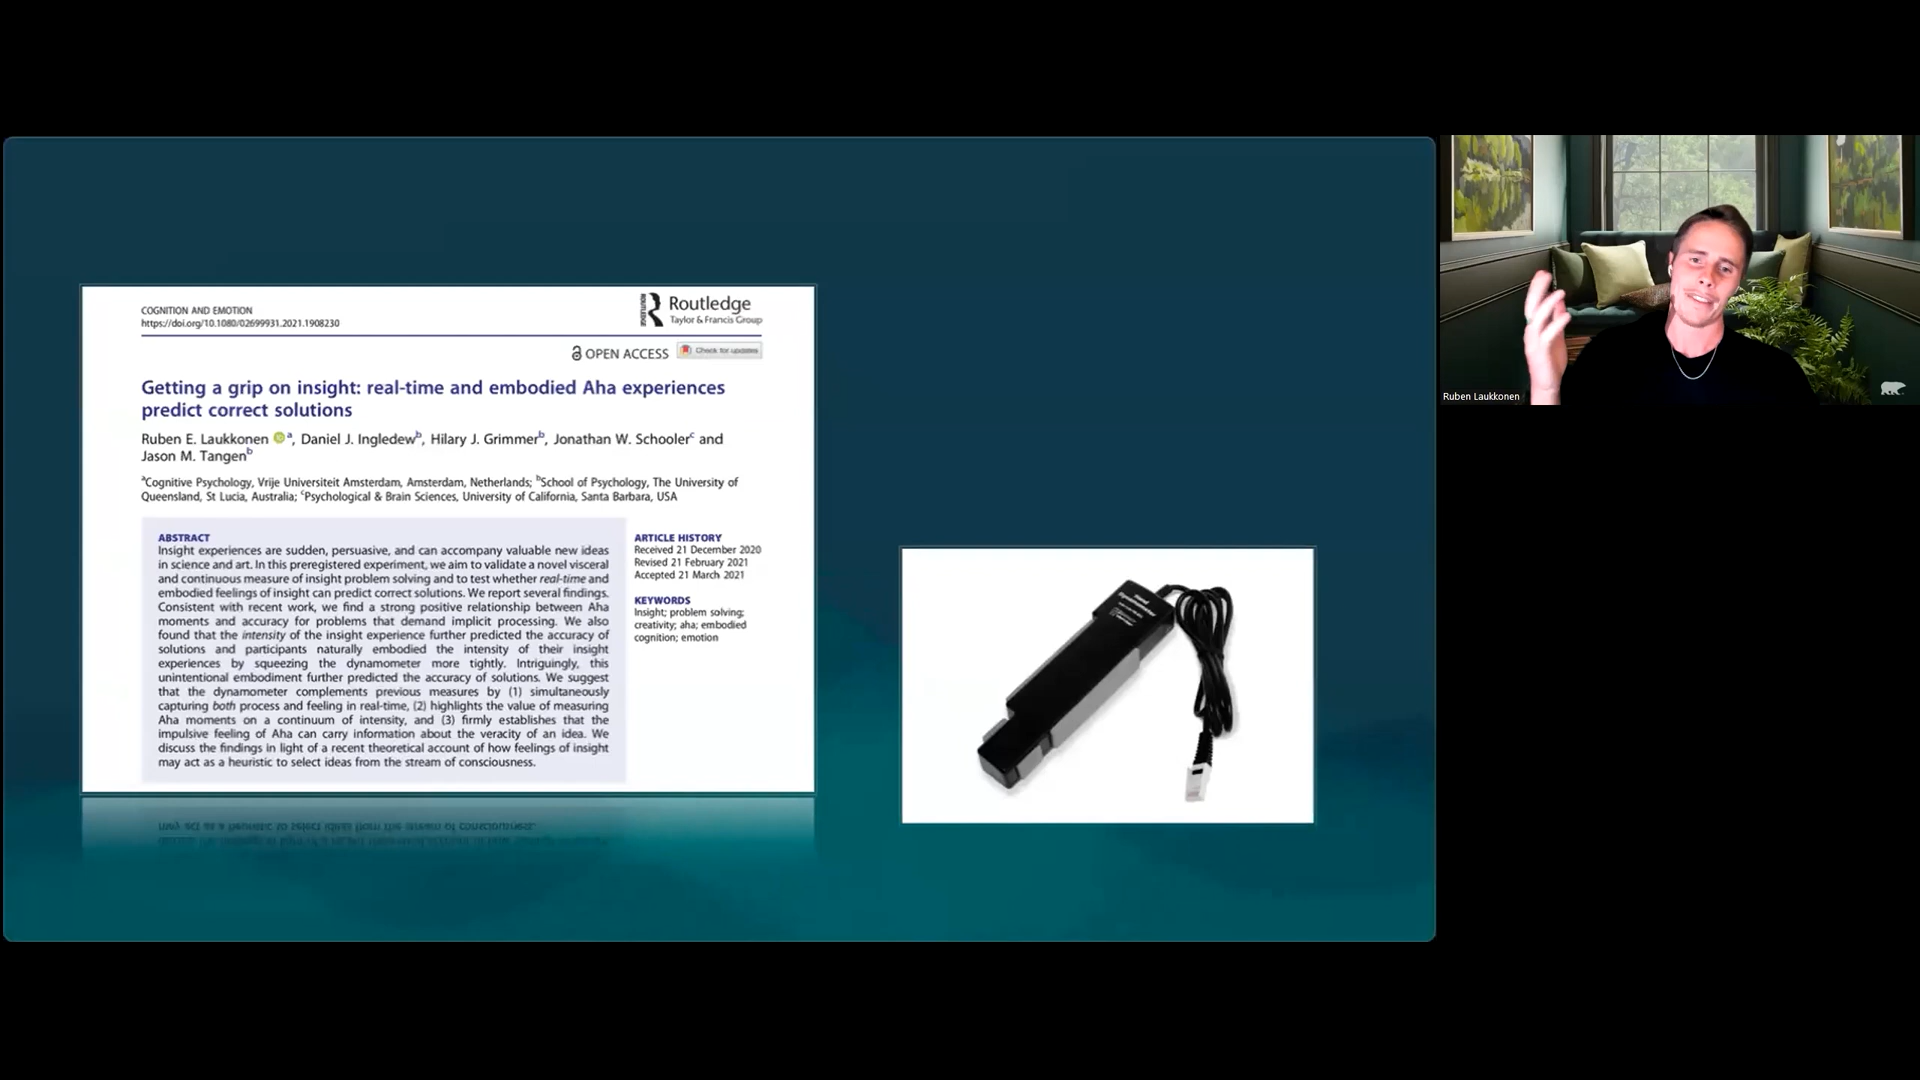 COGNITION AND EMOTION
https://doi.org/10.1080/02699931.2021.1908230
ROUTLEDGE
Routledge
Taylor & Francis Group
OPEN ACCESS
Check for updates
Getting a grip on insight: real-time and embodied Aha experiences
predict correct solutions
Ruben E. Laukkonen a, Daniel J. Ingledew b, Hilary J. Grimmer b, Jonathan W. Schooler c and
Jason M. Tangen b
a Cognitive Psychology, Vrije Universiteit Amsterdam, Amsterdam, Netherlands; b School of Psychology, The University of
Queensland, St Lucia, Australia; c Psychological & Brain Sciences, University of California, Santa Barbara, USA
ABSTRACT
Insight experiences are sudden, persuasive, and can accompany valuable new ideas
in science and art. In this preregistered experiment, we aim to validate a novel visceral
and continuous measure of insight problem solving and to test whether real-time and
embodied feelings of insight can predict correct solutions. We report several findings.
Consistent with recent work, we find a strong positive relationship between Aha
moments and accuracy for problems that demand implicit processing. We also
found that the intensity of the insight experience further predicted the accuracy of
solutions and participants naturally embodied the intensity of their insight
experiences by squeezing the dynamometer more tightly. Intriguingly, this
unintentional embodiment further predicted the accuracy of solutions. We suggest
that the dynamometer complements previous measures by (1) simultaneously
capturing both process and feeling in real-time, (2) highlights the value of measuring
Aha moments on a continuum of intensity, and (3) firmly establishes that the
impulsive feeling of Aha can carry information about the veracity of an idea. We
discuss the findings in light of a recent theoretical account of how feelings of insight
may act as a heuristic to select ideas from the stream of consciousness.
ARTICLE HISTORY
Received 21 December 2020
Revised 21 February 2021
Accepted 21 March 2021
KEYWORDS
Insight; problem solving;
creativity; aha; embodied
cognition; emotion
Hand
Dynamometer
Ruben Laukkonen